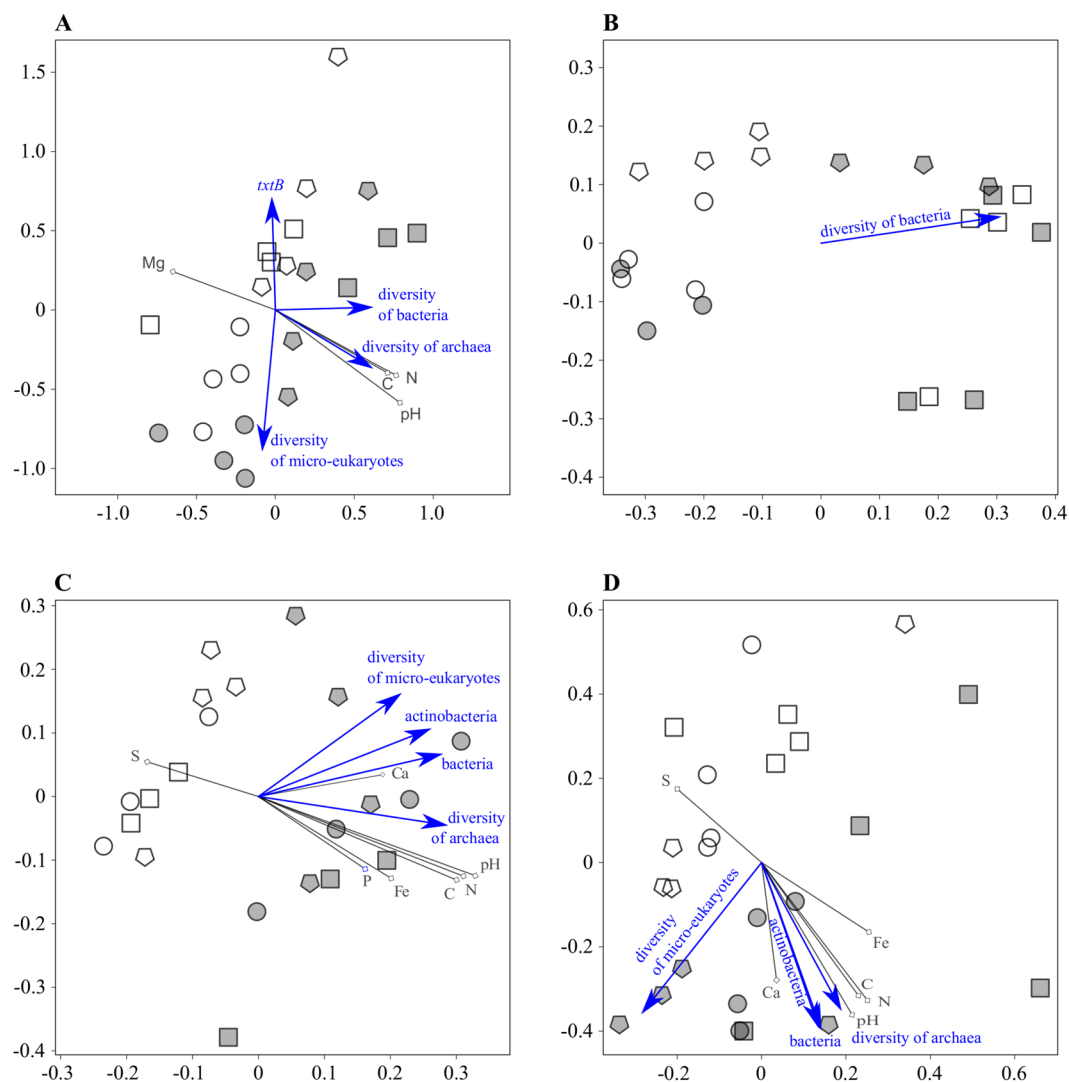 A
1.5
1.0
0.5
0
-0.5
-1.0
-1.0
-0.5
0
0.5
1.0
txtB
Mg
diversity
of bacteria
diversity of archaea
C
N
pH
diversity
of micro-eukaryotes
B
0.3
0.2
0.1
0
-0.1
-0.2
-0.3
-0.4
-0.3
-0.2
-0.1
0
0.1
0.2
0.3
0.4
diversity of bacteria
C
0.3
0.2
0.1
0
-0.1
-0.2
-0.3
-0.4
-0.3
-0.2
-0.1
0
0.1
0.2
0.3
diversity
of micro-eukaryotes
actinobacteria
bacteria
S
Ca
diversity
of archaea
pH
P
Fe
C
N
D
0.6
0.4
0.2
0
-0.2
-0.4
-0.2
0
0.2
0.4
0.6
S
diversity
of micro-eukaryotes
actinobacteria
Fe
Ca
C
N
pH
bacteria
diversity of archaea